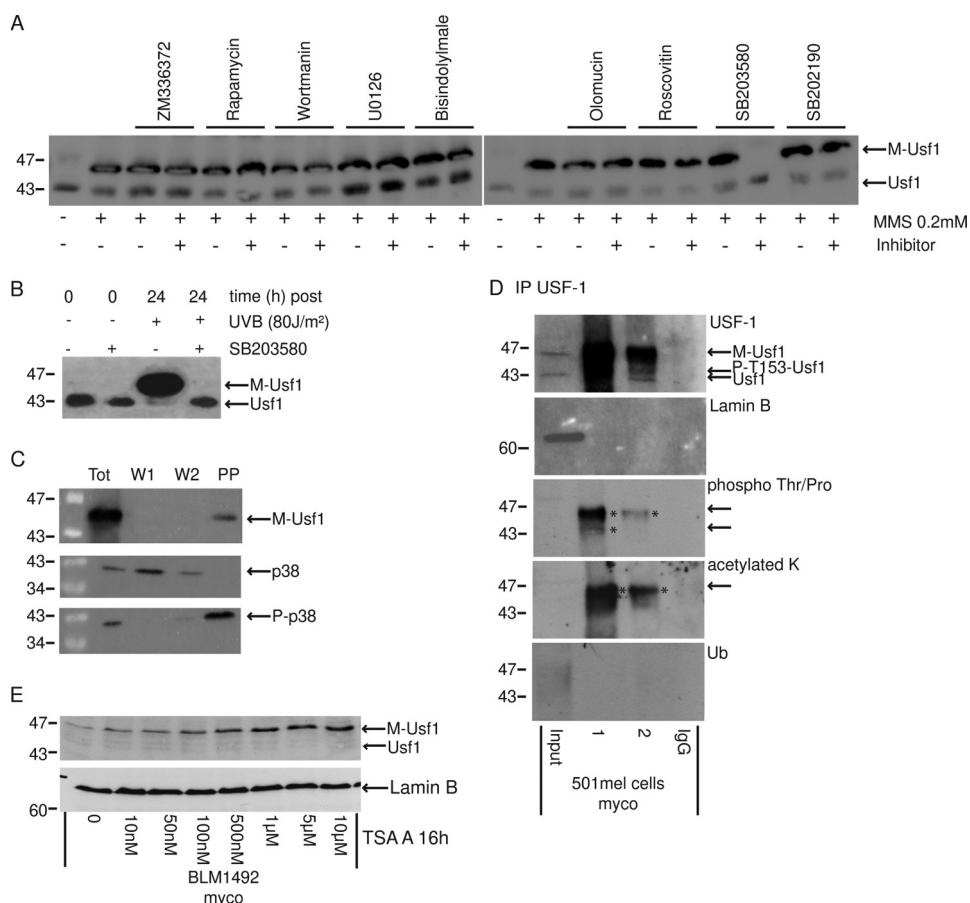 A
ZM336372 Rapamycin Wortmanin U0126 Bisindolylmale Olomucin Roscovitin SB203580 SB202190
47
43
M-Usf1
Usf1
- + + + + + + + + + + + - + + + + + + + + + MMS 0.2mM
- - - + - + - + - + - + - - - + - + - + - + Inhibitor
B
0 0 24 24 time (h) post
- - + + UVB (80J/m²)
- + - + SB203580
47
43
M-Usf1
Usf1
C
Tot W1 W2 PP
47
43
M-Usf1
43
34
p38
43
34
P-p38
D IP USF-1
USF-1
47
43
M-Usf1
P-T153-Usf1
Usf1
Lamin B
60
phospho Thr/Pro
47
43
* *
*
acetylated K
47
43
** *
Ub
47
43
Input 1 2 IgG
501mel cells
myco
E
47
43
M-Usf1
Usf1
Lamin B
60
0 10nM 50nM 100nM 500nM 1µM 5µM 10µM TSA A 16h
BLM1492
myco